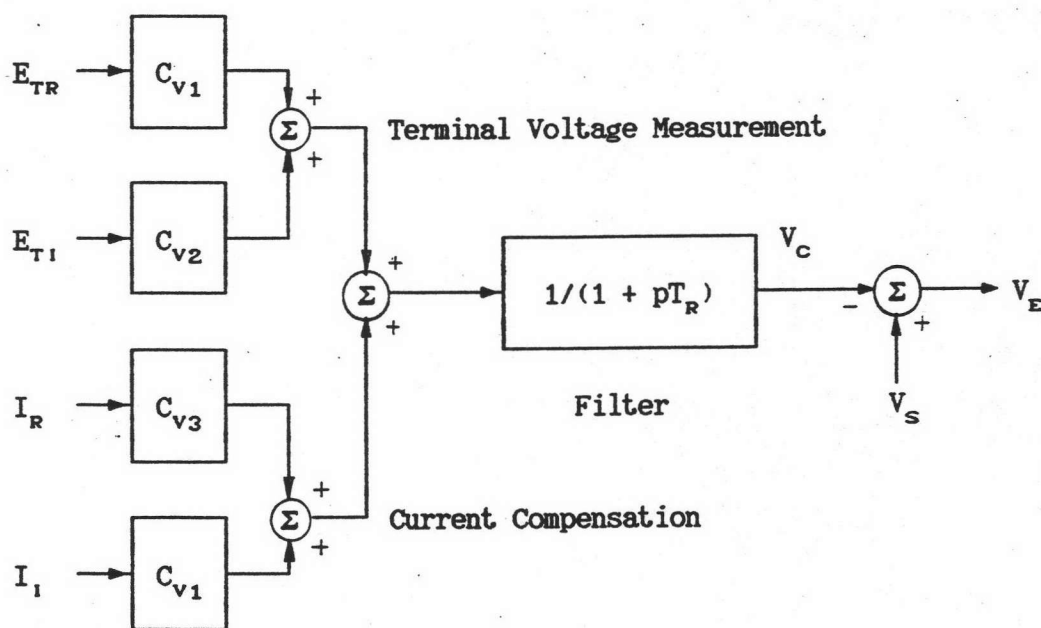 E_TR
C_v1
+
Σ
+
Terminal Voltage Measurement
E_TI
C_v2
+
Σ
+
1/(1 + pT_R)
V_c
-
Σ
+
V_E
I_R
C_v3
Filter
V_s
+
Σ
+
Current Compensation
I_I
C_v1